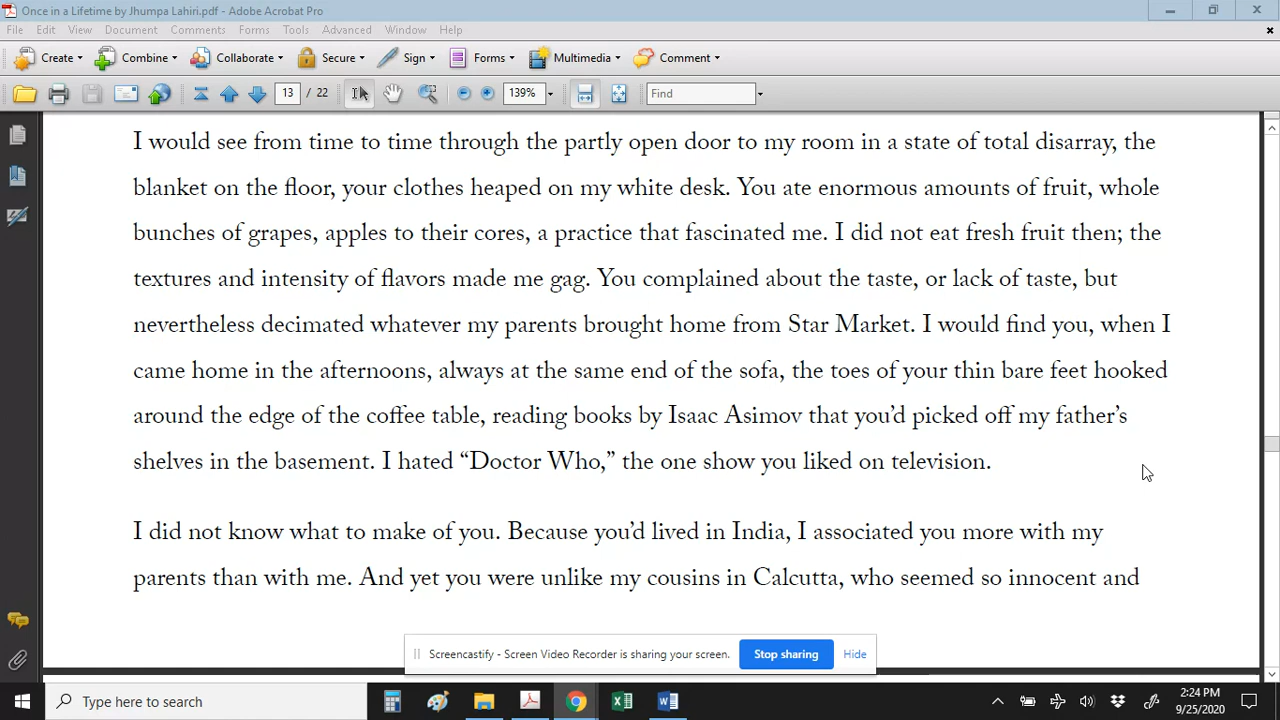 Once in a Lifetime by Jhumpa Lahiri.pdf - Adobe Acrobat Pro
File Edit View Document Comments Forms Tools Advanced Window Help
Create Combine Collaborate Secure Sign Forms Multimedia Comment
13 / 22 139% Find
I would see from time to time through the partly open door to my room in a state of total disarray, the
blanket on the floor, your clothes heaped on my white desk. You ate enormous amounts of fruit, whole
bunches of grapes, apples to their cores, a practice that fascinated me. I did not eat fresh fruit then; the
textures and intensity of flavors made me gag. You complained about the taste, or lack of taste, but
nevertheless decimated whatever my parents brought home from Star Market. I would find you, when I
came home in the afternoons, always at the same end of the sofa, the toes of your thin bare feet hooked
around the edge of the coffee table, reading books by Isaac Asimov that you’d picked off my father’s
shelves in the basement. I hated “Doctor Who,” the one show you liked on television.
I did not know what to make of you. Because you’d lived in India, I associated you more with my
parents than with me. And yet you were unlike my cousins in Calcutta, who seemed so innocent and
Screencastify - Screen Video Recorder is sharing your screen. Stop sharing Hide
Type here to search
2:24 PM
9/25/2020